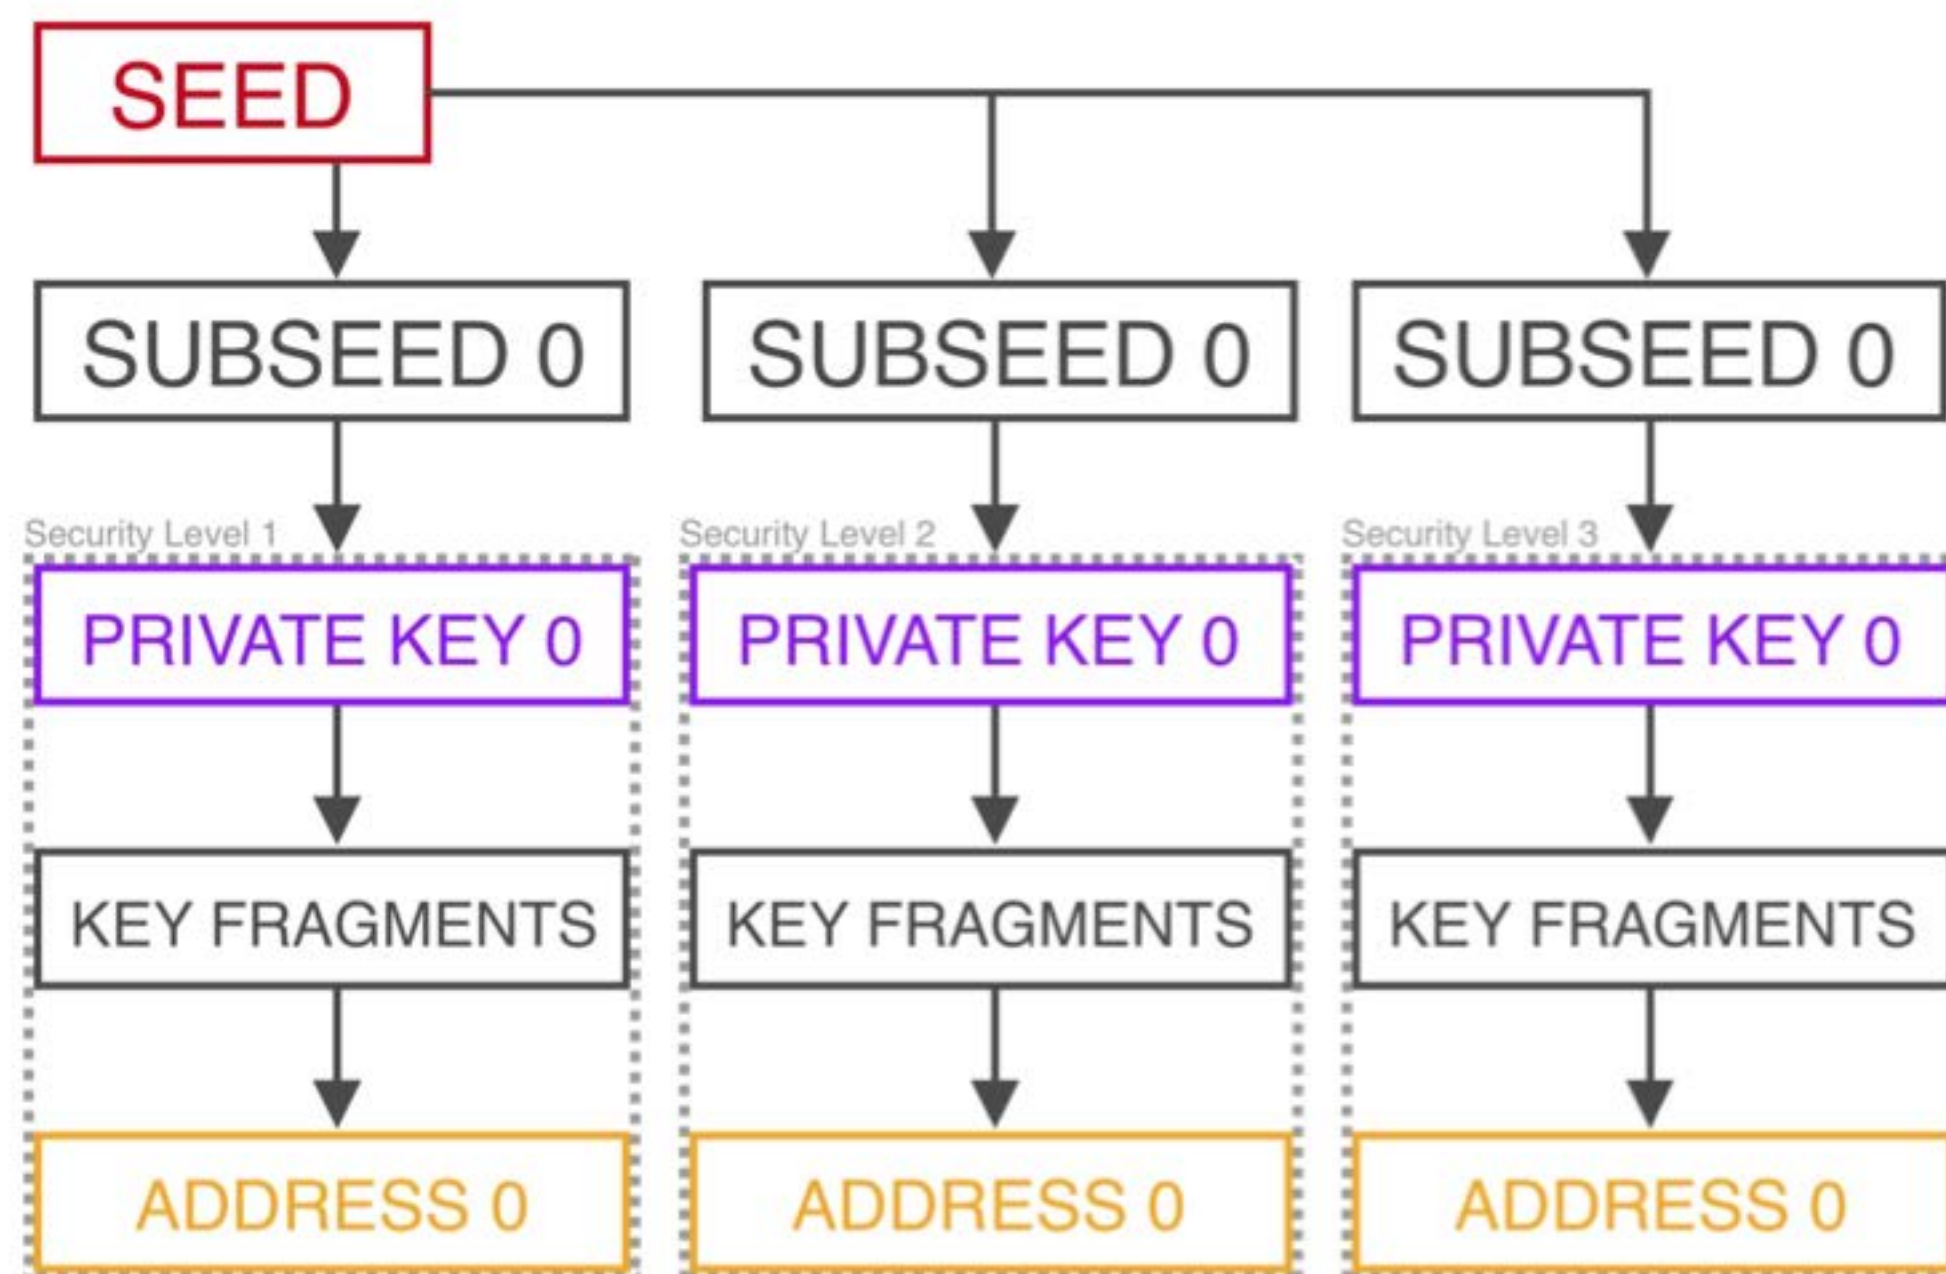 SEED
SUBSEED 0 SUBSEED 0 SUBSEED 0
Security Level 1 Security Level 2 Security Level 3
PRIVATE KEY 0 PRIVATE KEY 0 PRIVATE KEY 0
KEY FRAGMENTS KEY FRAGMENTS KEY FRAGMENTS
ADDRESS 0 ADDRESS 0 ADDRESS 0